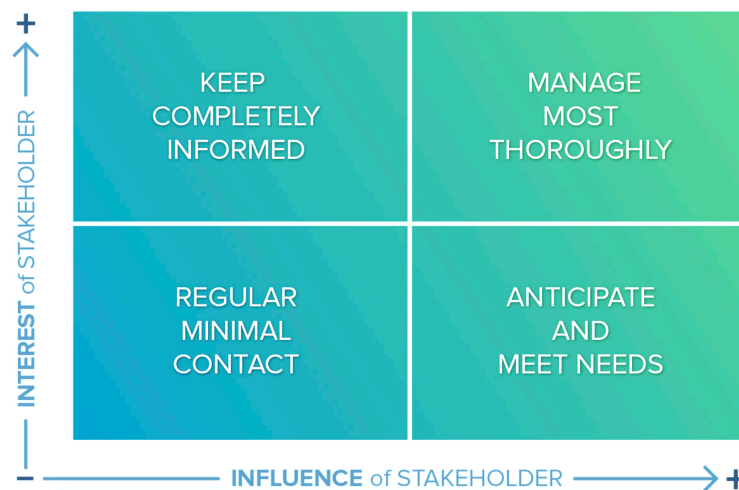 +
KEEP
COMPLETELY
INFORMED
MANAGE
MOST
THOROUGHLY
INTEREST of STAKEHOLDER
REGULAR
MINIMAL
CONTACT
ANTICIPATE
AND
MEET NEEDS
–
INFLUENCE of STAKEHOLDER
+